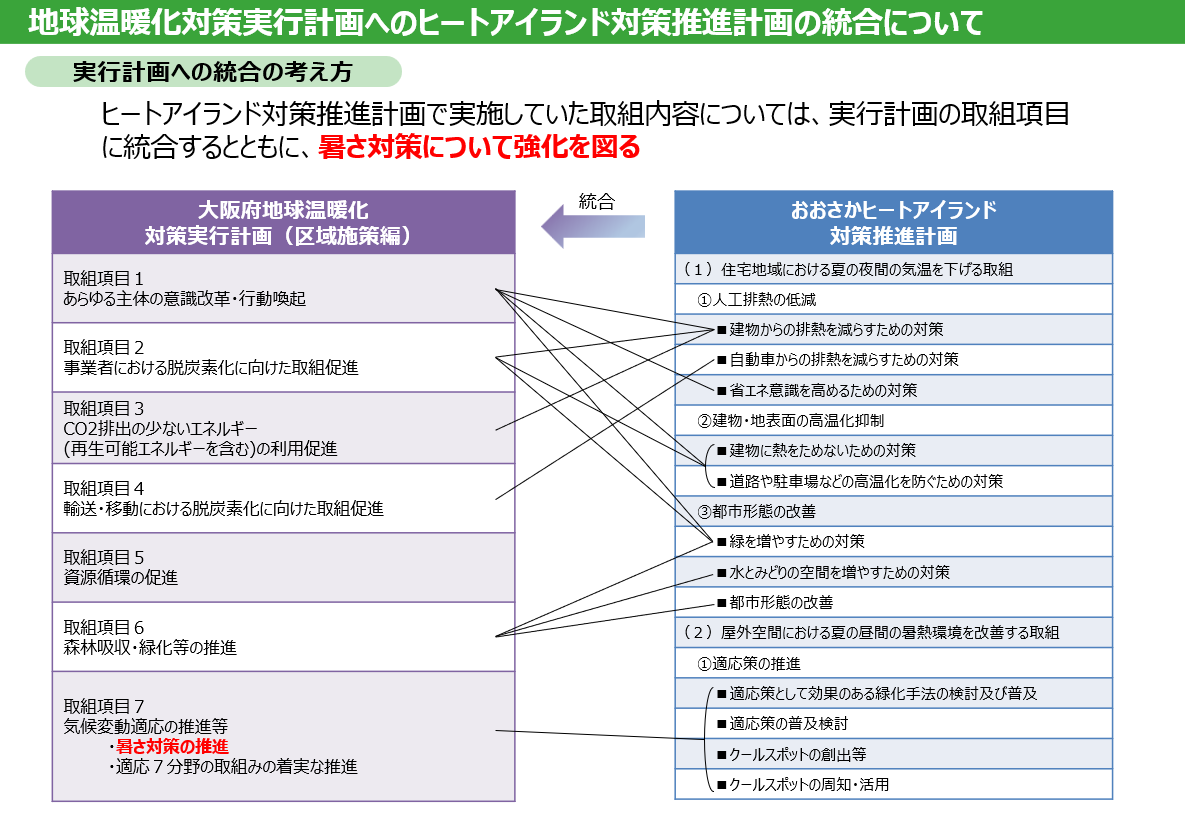 地球温暖化対策実行計画へのヒートアイランド対策推進計画の統合について
実行計画への統合の考え方
ヒートアイランド対策推進計画で実施していた取組内容については、実行計画の取組項目
に統合するとともに、暑さ対策について強化を図る
大阪府地球温暖化
対策実行計画（区域施策編）
取組項目１
あらゆる主体の意識改革・行動喚起
取組項目２
事業者における脱炭素化に向けた取組促進
取組項目３
CO2排出の少ないエネルギー
(再生可能エネルギーを含む)の利用促進
取組項目４
輸送・移動における脱炭素化に向けた取組促進
取組項目５
資源循環の促進
取組項目６
森林吸収・緑化等の推進
取組項目７
気候変動適応の推進等
・暑さ対策の推進
・適応７分野の取組みの着実な推進
統合
おおさかヒートアイランド
対策推進計画
（１）住宅地域における夏の夜間の気温を下げる取組
①人工排熱の低減
■建物からの排熱を減らすための対策
■自動車からの排熱を減らすための対策
■省エネ意識を高めるための対策
②建物・地表面の高温化抑制
■建物に熱をためないための対策
■道路や駐車場などの高温化を防ぐための対策
③都市形態の改善
■緑を増やすための対策
■水とみどりの空間を増やすための対策
■都市形態の改善
（２）屋外空間における夏の昼間の暑熱環境を改善する取組
①適応策の推進
■適応策として効果のある緑化手法の検討及び普及
■適応策の普及検討
■クールスポットの創出等
■クールスポットの周知・活用